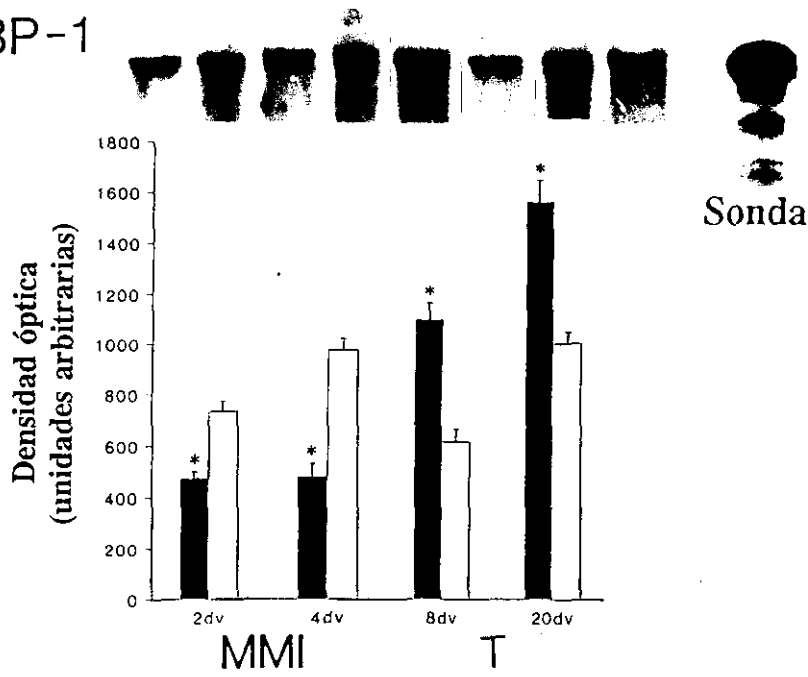 BP-1
Sonda
Densidad óptica
(unidades arbitrarias)
1800
1600
1400
1200
1000
800
600
400
200
0
*
*
*
*
2dv
4dv
8dv
20dv
MMI
T